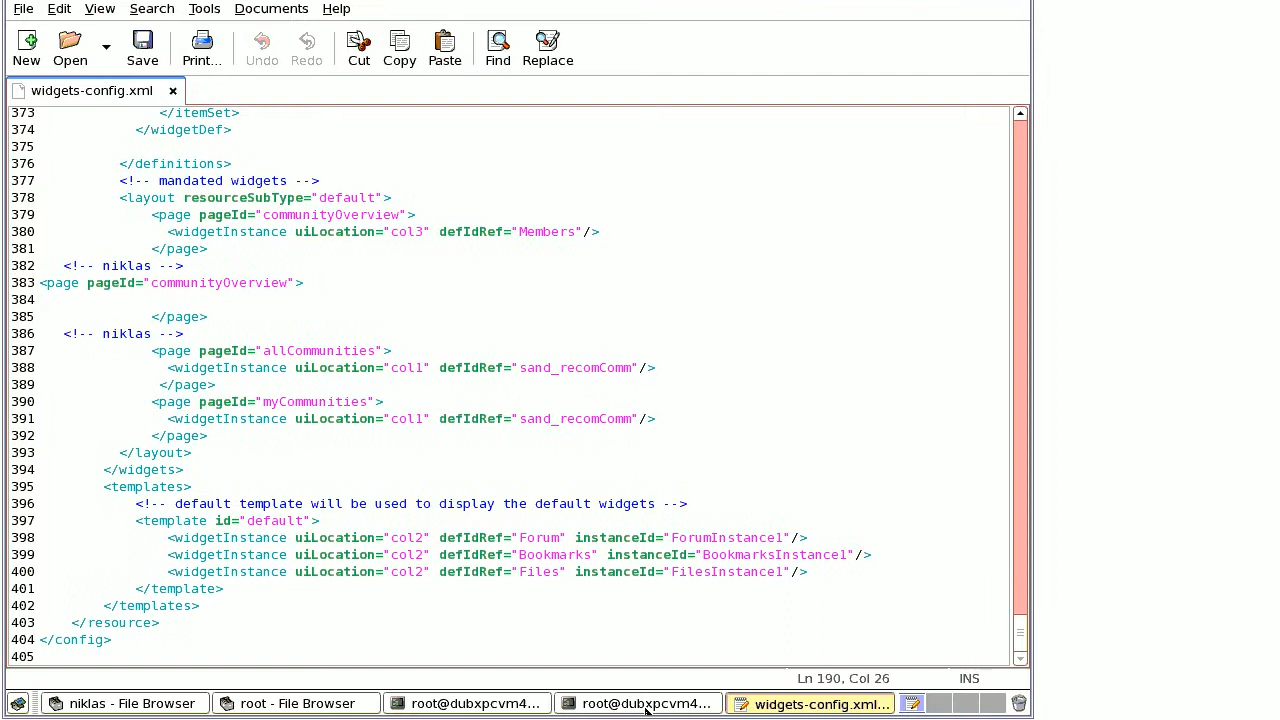 File Edit View Search Tools Documents Help
New Open Save Print... Undo Redo Cut Copy Paste Find Replace
widgets-config.xml
373 </itemSet>
374 </widgetDef>
375
376 </definitions>
377 <!-- mandated widgets -->
378 <layout resourceSubType="default">
379 <page pageId="communityOverview">
380 <widgetInstance uiLocation="col3" defIdRef="Members"/>
381 </page>
382 <!-- niklas -->
383 <page pageId="communityOverview">
384
385 </page>
386 <!-- niklas -->
387 <page pageId="allCommunities">
388 <widgetInstance uiLocation="col1" defIdRef="sand_recomComm"/>
389 </page>
390 <page pageId="myCommunities">
391 <widgetInstance uiLocation="col1" defIdRef="sand_recomComm"/>
392 </page>
393 </layout>
394 </widgets>
395 <templates>
396 <!-- default template will be used to display the default widgets -->
397 <template id="default">
398 <widgetInstance uiLocation="col2" defIdRef="Forum" instanceId="ForumInstance1"/>
399 <widgetInstance uiLocation="col2" defIdRef="Bookmarks" instanceId="BookmarksInstance1"/>
400 <widgetInstance uiLocation="col2" defIdRef="Files" instanceId="FilesInstance1"/>
401 </template>
402 </templates>
403 </resource>
404 </config>
405
Ln 190, Col 26 INS
niklas - File Browser root - File Browser root@dubxpcvm4... root@dubxpcvm4... widgets-config.xml...